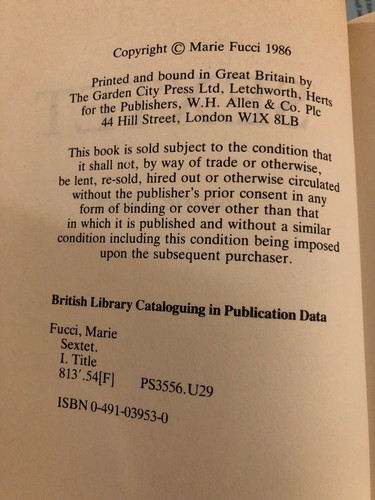 Copyright © Marie Fucci 1986
Printed and bound in Great Britain by
The Garden City Press Ltd, Letchworth, Herts
for the Publishers, W.H. Allen & Co. Plc
44 Hill Street, London W1X 8LB
This book is sold subject to the condition that
it shall not, by way of trade or otherwise,
be lent, re-sold, hired out or otherwise circulated
without the publisher's prior consent in any
form of binding or cover other than that
in which it is published and without a similar
condition including this condition being imposed
upon the subsequent purchaser.
British Library Cataloguing in Publication Data
Fucci, Marie
Sextet.
I. Title
813'.54[F] PS3556.U29
ISBN 0-491-03953-0